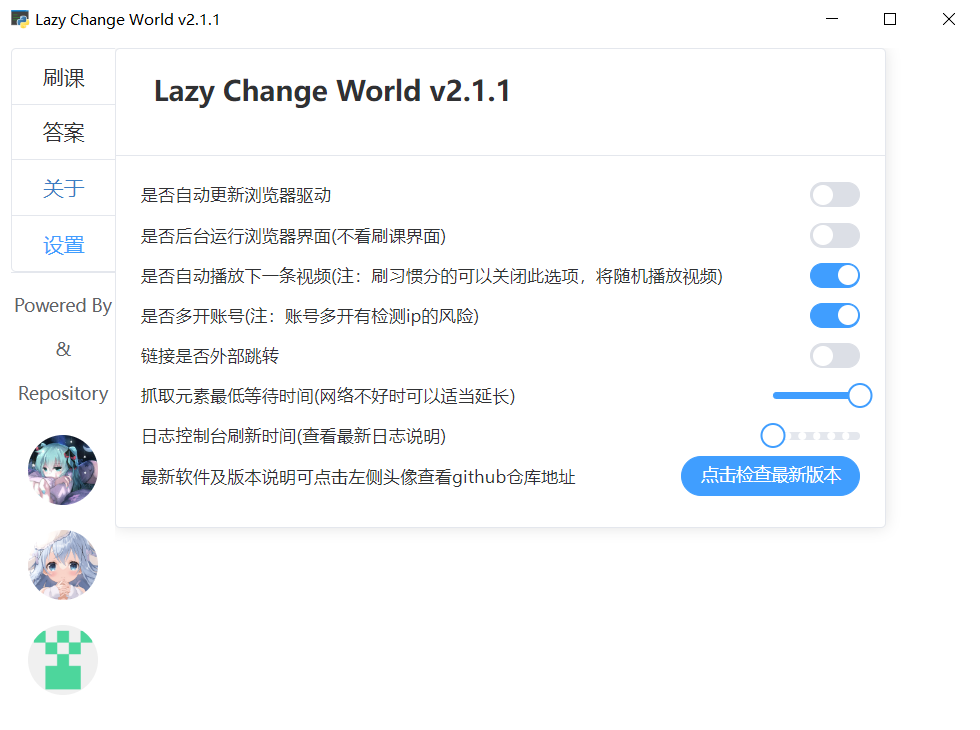 Lazy Change World v2.1.1
刷课
答案
关于
设置
Powered By
&
Repository
Lazy Change World v2.1.1
是否自动更新浏览器驱动
是否后台运行浏览器界面(不看刷课界面)
是否自动播放下一条视频(注：刷习惯分的可以关闭此选项，将随机播放视频)
是否多开账号(注：账号多开有检测ip的风险)
链接是否外部跳转
抓取元素最低等待时间(网络不好时可以适当延长)
日志控制台刷新时间(查看最新日志说明)
最新软件及版本说明可点击左侧头像查看github仓库地址
点击检查最新版本